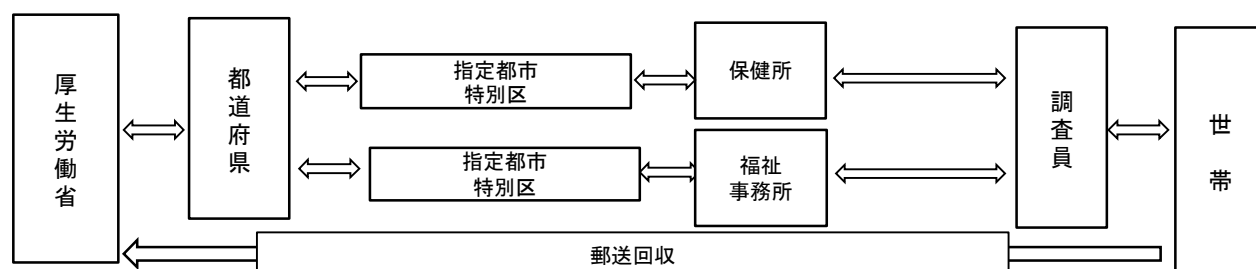 厚生労働省
都道府県
指定都市
特別区
保健所
指定都市
特別区
福祉
事務所
調査員
世帯
郵送回収